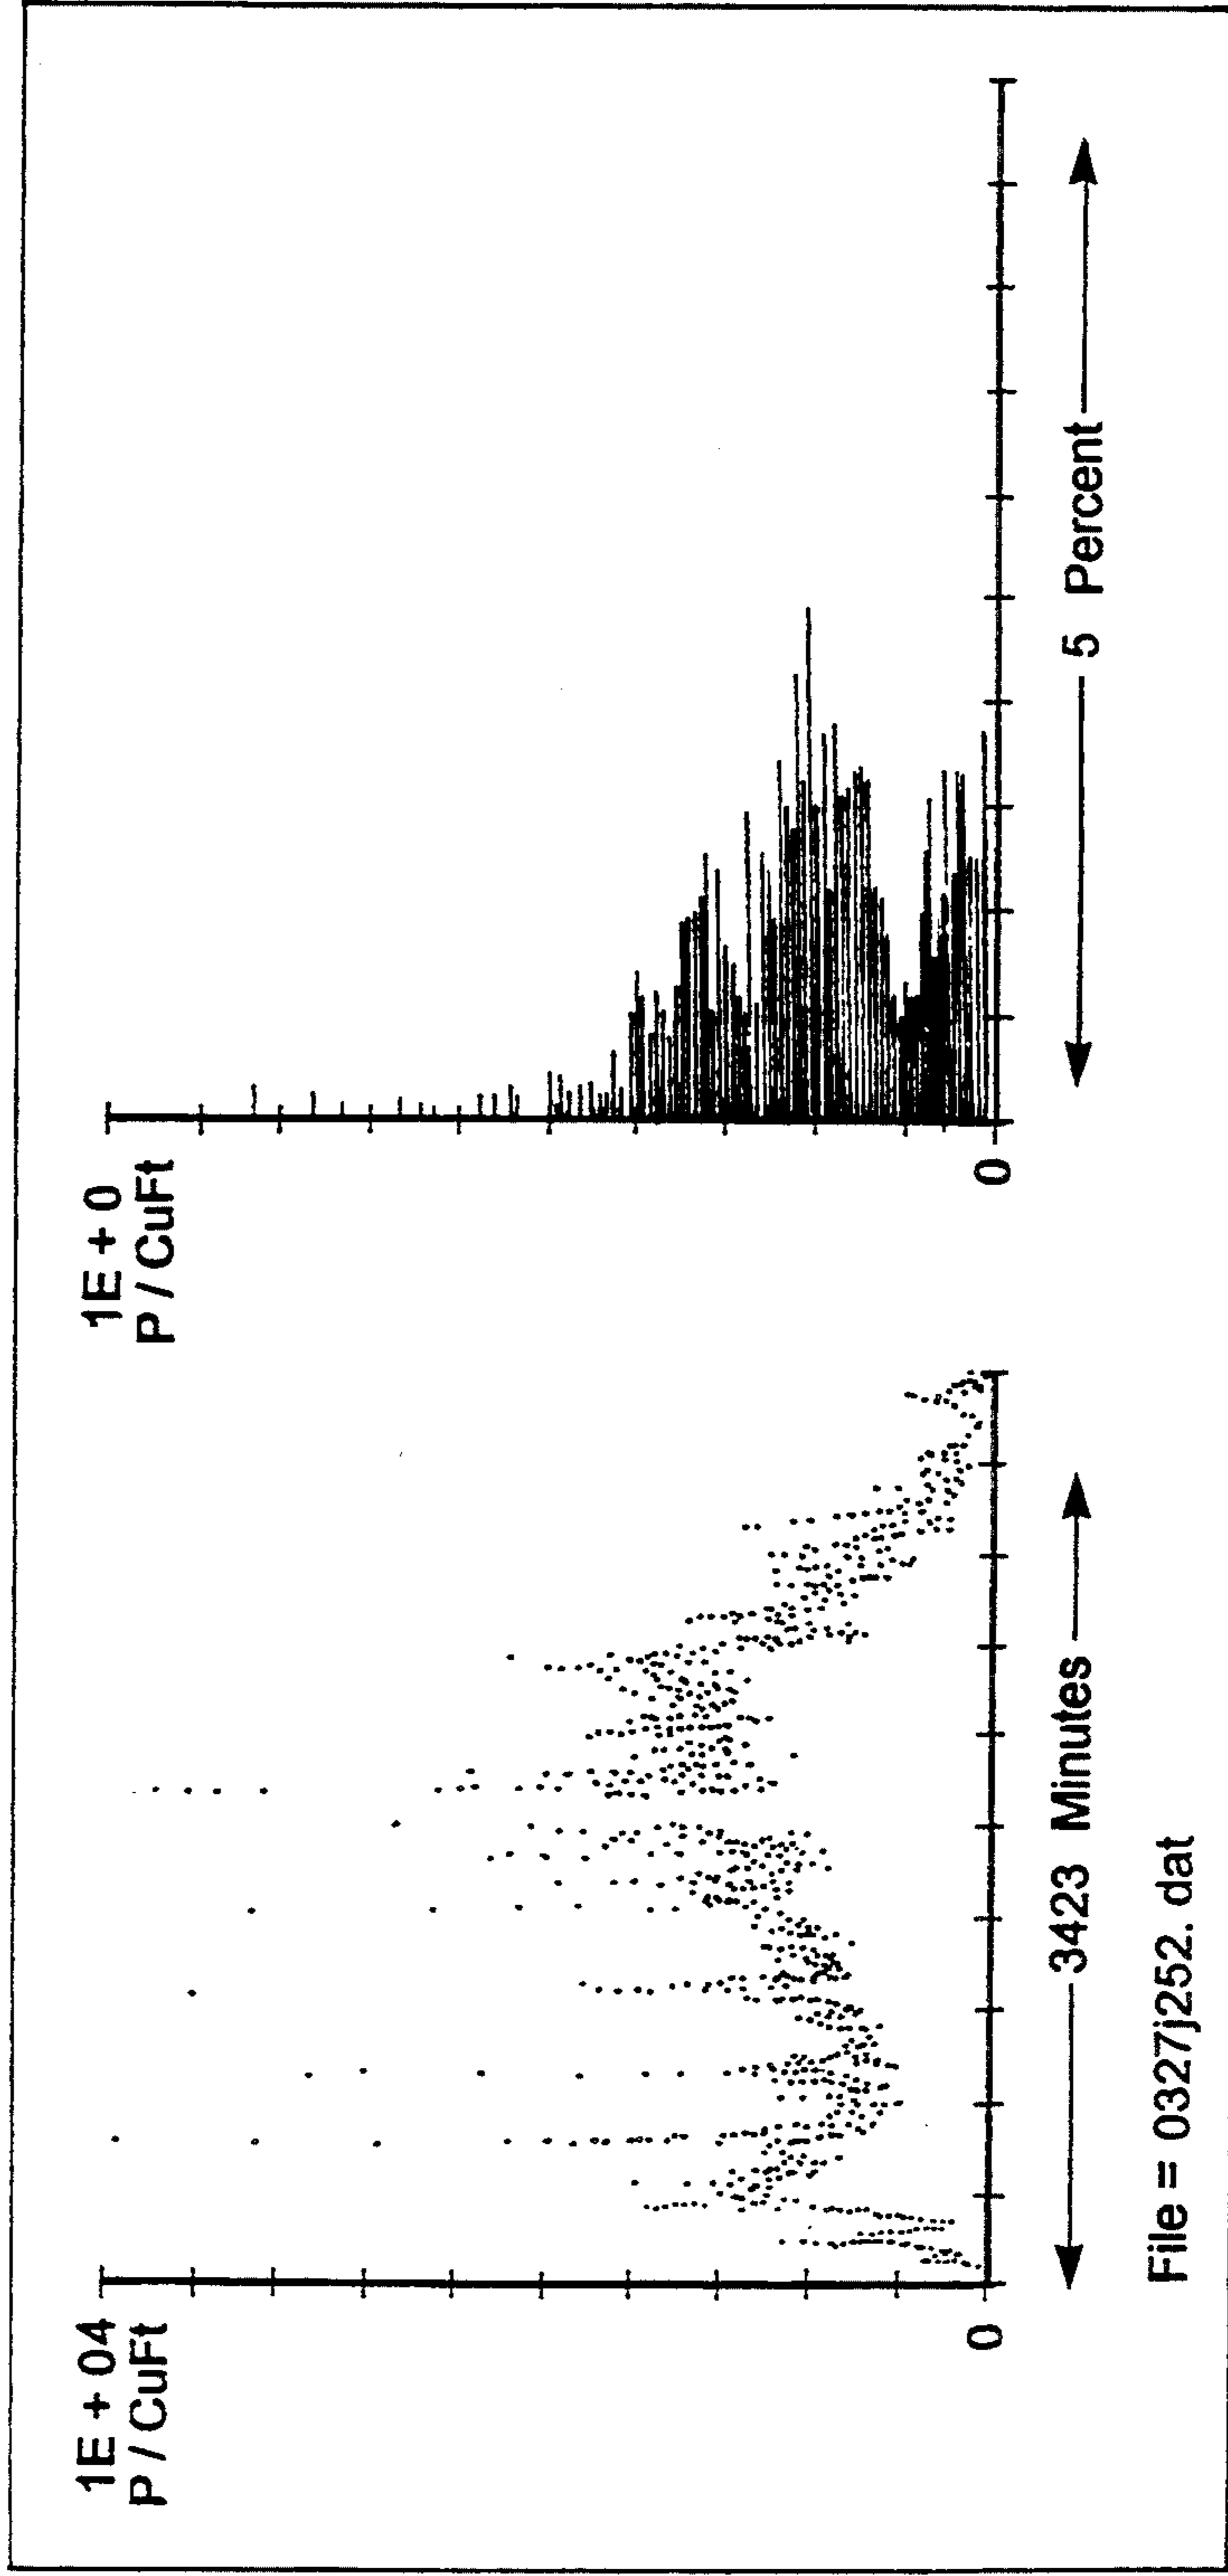 1E + 04
P / CuFt
0
3423 Minutes
File = 0327j252. dat
1E + 0
P / CuFt
0
5 Percent